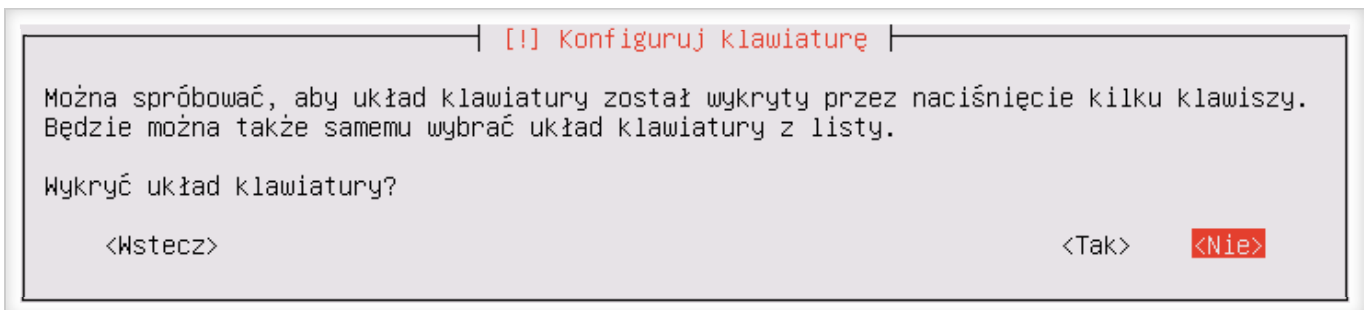 [!] Konfiguruj klawiaturę
Można spróbować, aby układ klawiatury został wykryty przez naciśnięcie kilku klawiszy.
Będzie można także samemu wybrać układ klawiatury z listy.
Wykryć układ klawiatury?
<Wstecz> <Tak> <Nie>